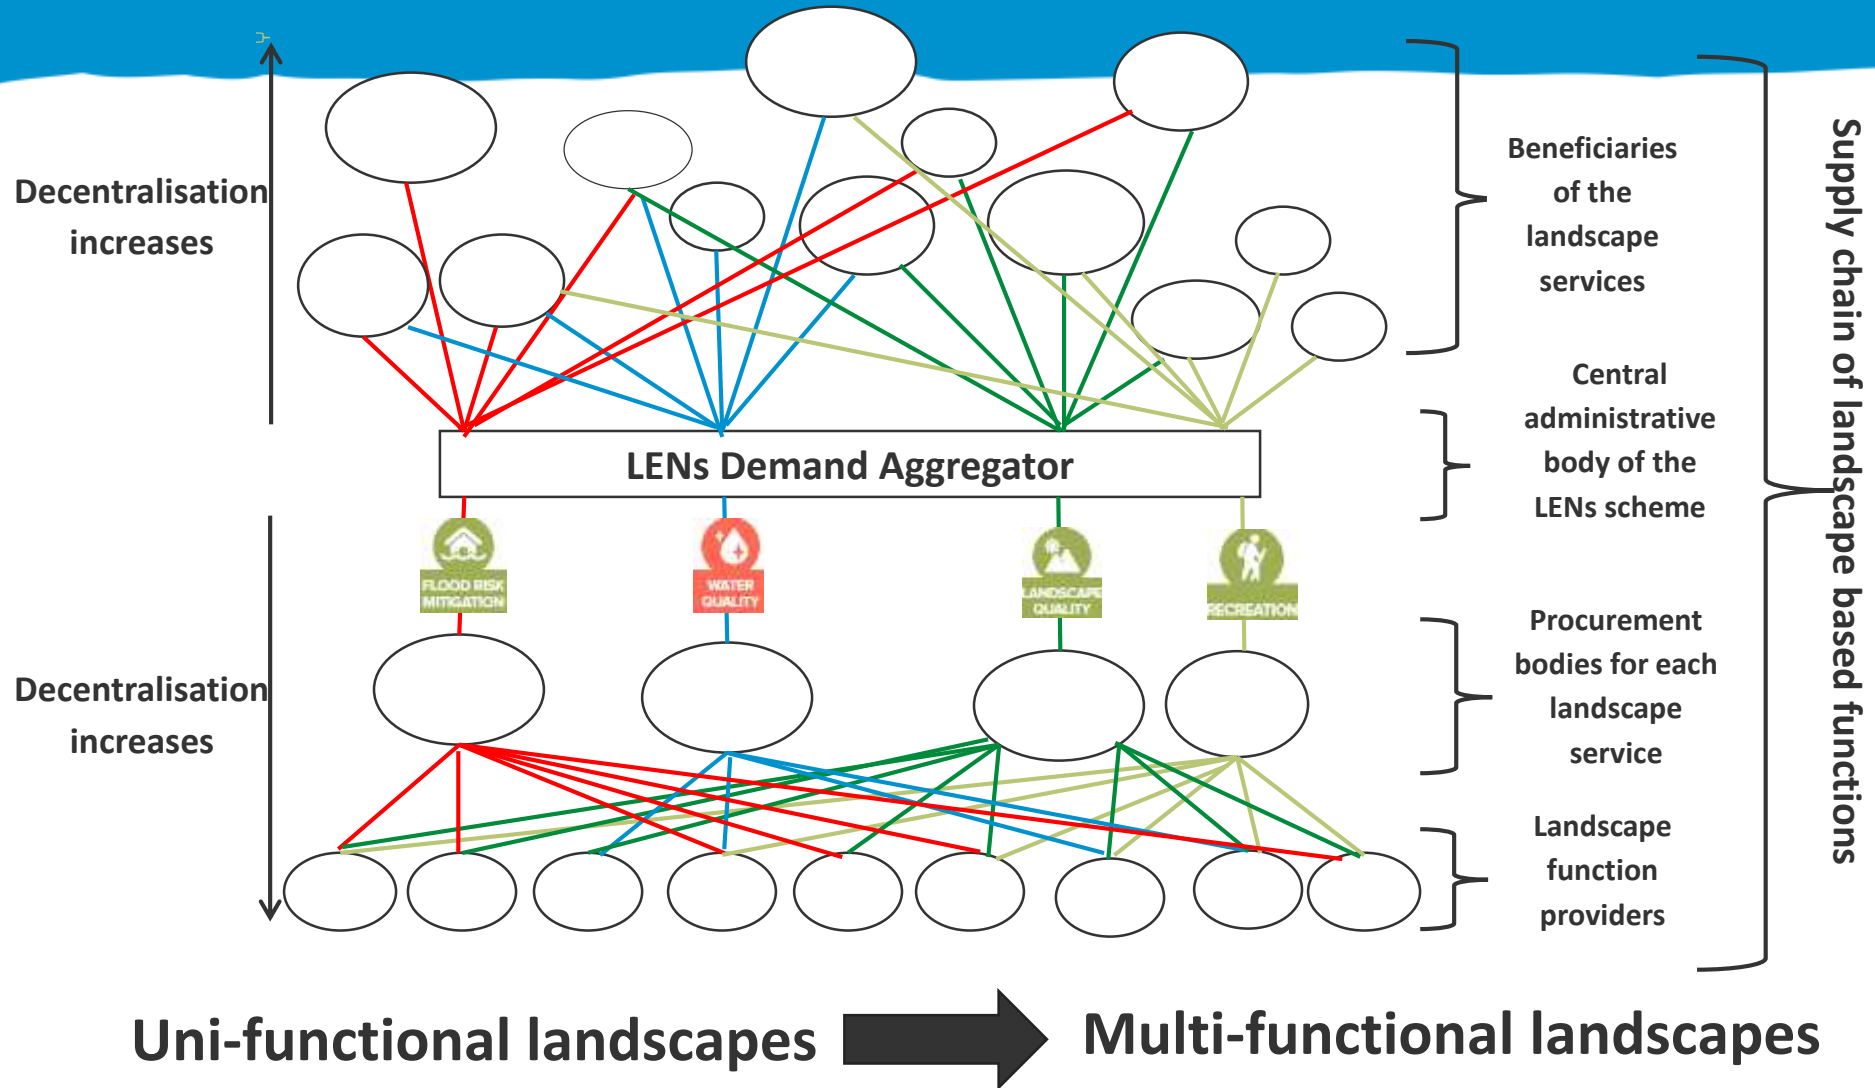 Decentralisation
increases
Beneficiaries
of the
landscape
services
Central
administrative
body of the
LENs scheme
LENs Demand Aggregator
FLOOD RISK
MITIGATION
WATER
QUALITY
LANDSCAPE
QUALITY
RECREATION
Decentralisation
increases
Procurement
bodies for each
landscape
service
Landscape
function
providers
Supply chain of landscape based functions
Uni-functional landscapes
Multi-functional landscapes